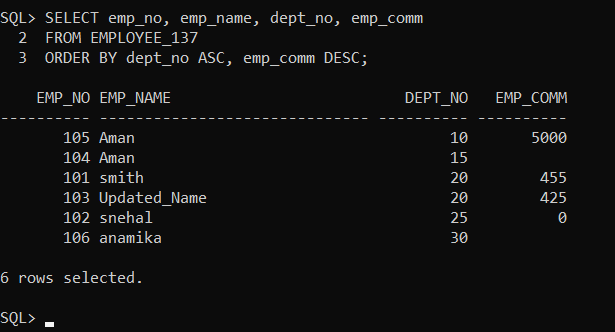 SQL> SELECT emp_no, emp_name, dept_no, emp_comm
  2  FROM EMPLOYEE_137
  3  ORDER BY dept_no ASC, emp_comm DESC;

    EMP_NO EMP_NAME                          DEPT_NO   EMP_COMM
---------- ------------------------------ ---------- ----------
       105 Aman                                   10       5000
       104 Aman                                   15
       101 smith                                  20        455
       103 Updated_Name                           20        425
       102 snehal                                 25          0
       106 anamika                                30

6 rows selected.

SQL>